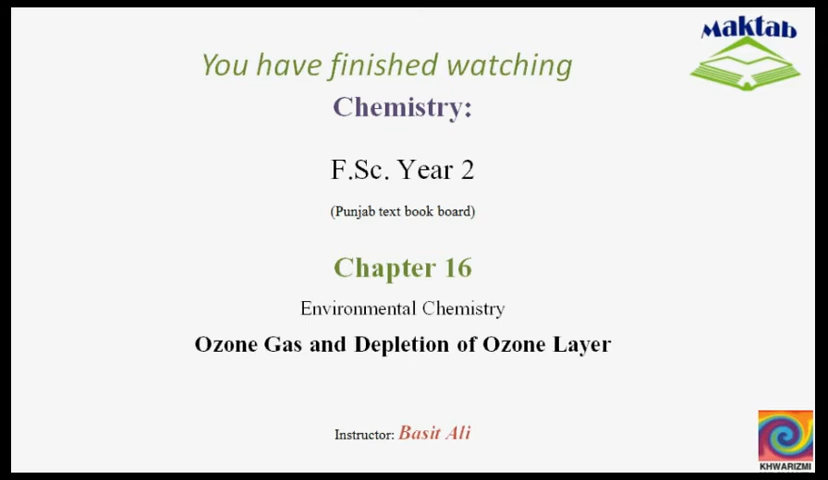 Maktab
You have finished watching
Chemistry:
F.Sc. Year 2
(Punjab text book board)
Chapter 16
Environmental Chemistry
Ozone Gas and Depletion of Ozone Layer
Instructor: Basit Ali
KHWARIZMI